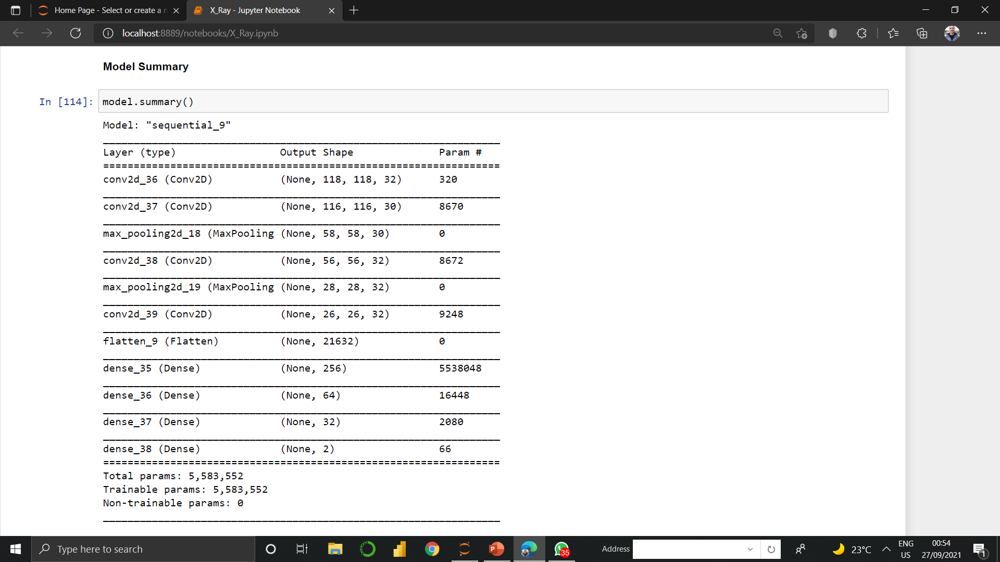 Home Page - Select or create a n
X_Ray - Jupyter Notebook
localhost:8889/notebooks/X_Ray.ipynb
Model Summary
In [114]: model.summary()
Model: "sequential_9"
_________________________________________________________________
Layer (type) Output Shape Param #
=================================================================
conv2d_36 (Conv2D) (None, 118, 118, 32) 320
_________________________________________________________________
conv2d_37 (Conv2D) (None, 116, 116, 30) 8670
_________________________________________________________________
max_pooling2d_18 (MaxPooling (None, 58, 58, 30) 0
_________________________________________________________________
conv2d_38 (Conv2D) (None, 56, 56, 32) 8672
_________________________________________________________________
max_pooling2d_19 (MaxPooling (None, 28, 28, 32) 0
_________________________________________________________________
conv2d_39 (Conv2D) (None, 26, 26, 32) 9248
_________________________________________________________________
flatten_9 (Flatten) (None, 21632) 0
_________________________________________________________________
dense_35 (Dense) (None, 256) 5538048
_________________________________________________________________
dense_36 (Dense) (None, 64) 16448
_________________________________________________________________
dense_37 (Dense) (None, 32) 2080
_________________________________________________________________
dense_38 (Dense) (None, 2) 66
=================================================================
Total params: 5,583,552
Trainable params: 5,583,552
Non-trainable params: 0
_________________________________________________________________
Type here to search
P
35
Address
23°C
ENG
US
00:54
27/09/2021
1